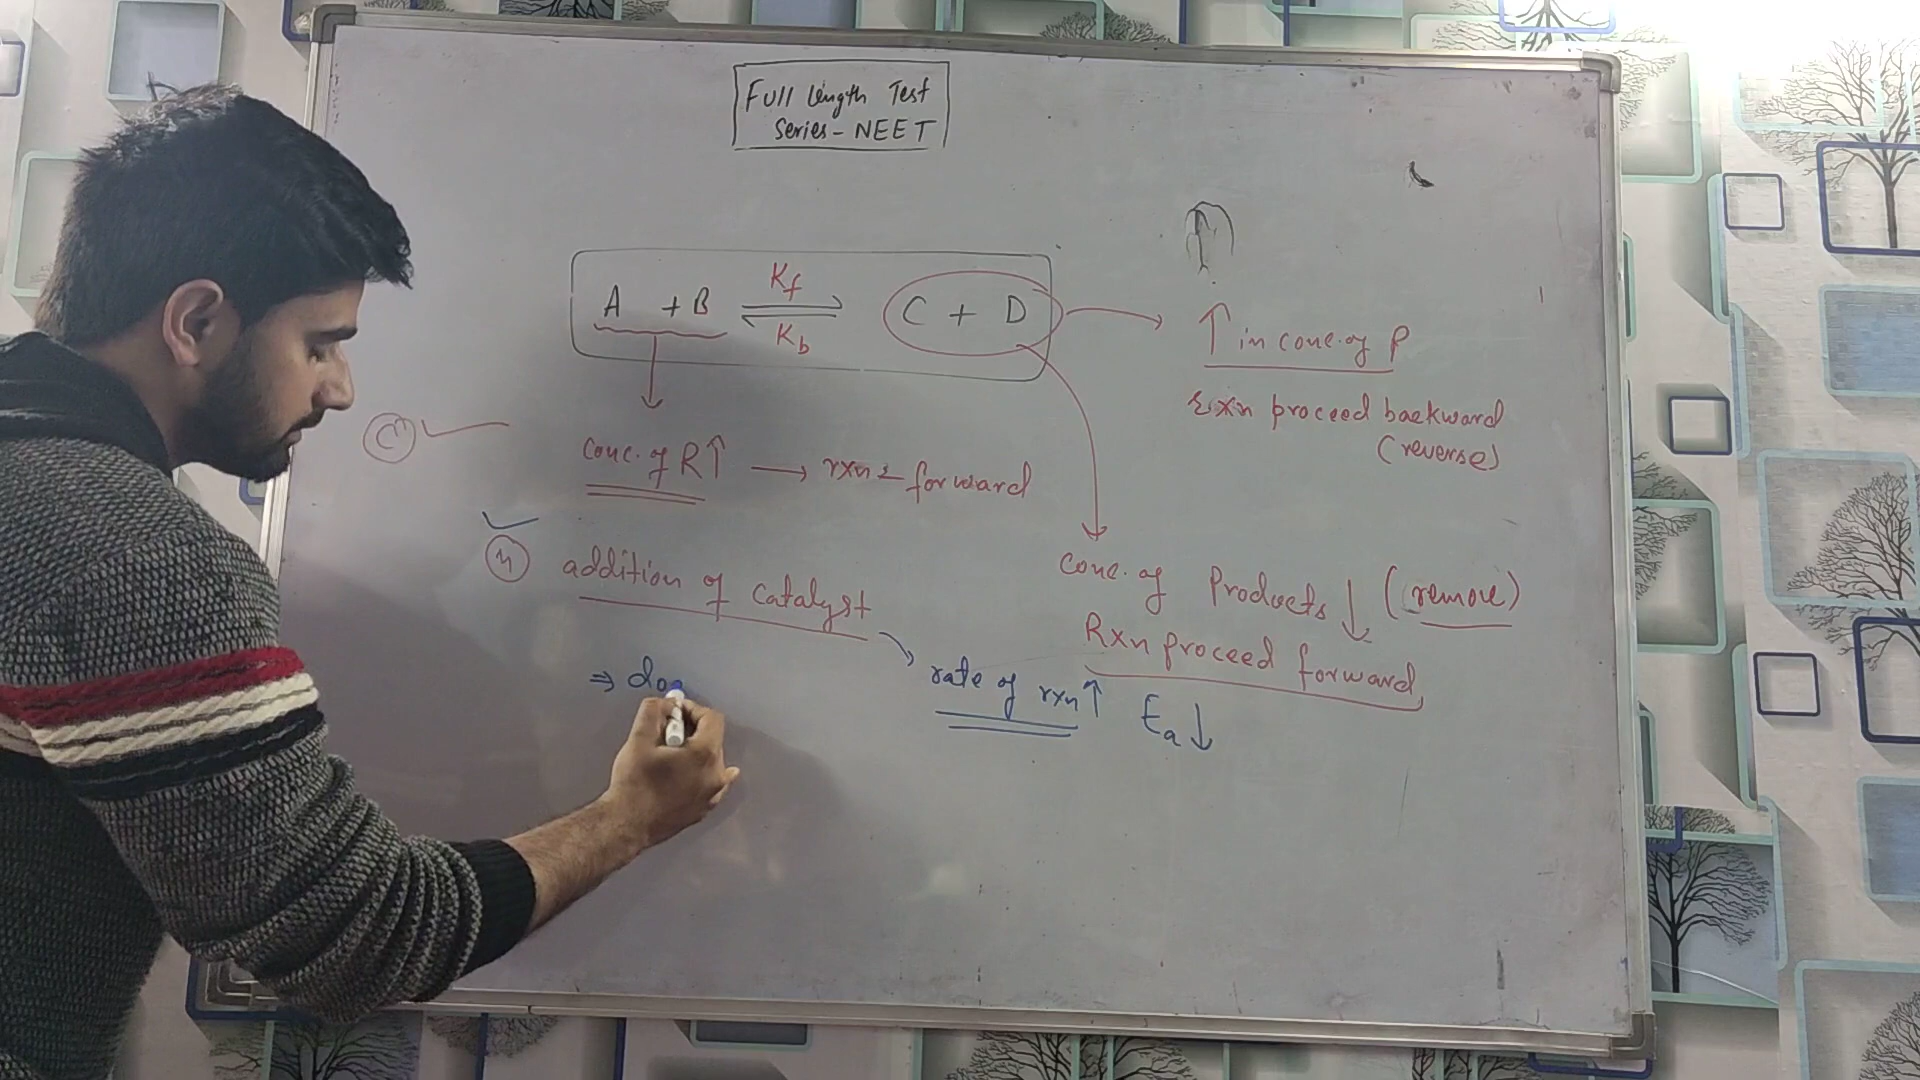 Full Length Test
Series - NEET
A + B ⇌ C + D
Kf
Kb
↑ in conc. of P
rxn proceed backward
(reverse)
conc. of R↑ → rxn = forward
addition of catalyst
conc. of Products ↓ (remove)
Rxn proceed forward
⇒ do
rate of rxn↑ Ea↓